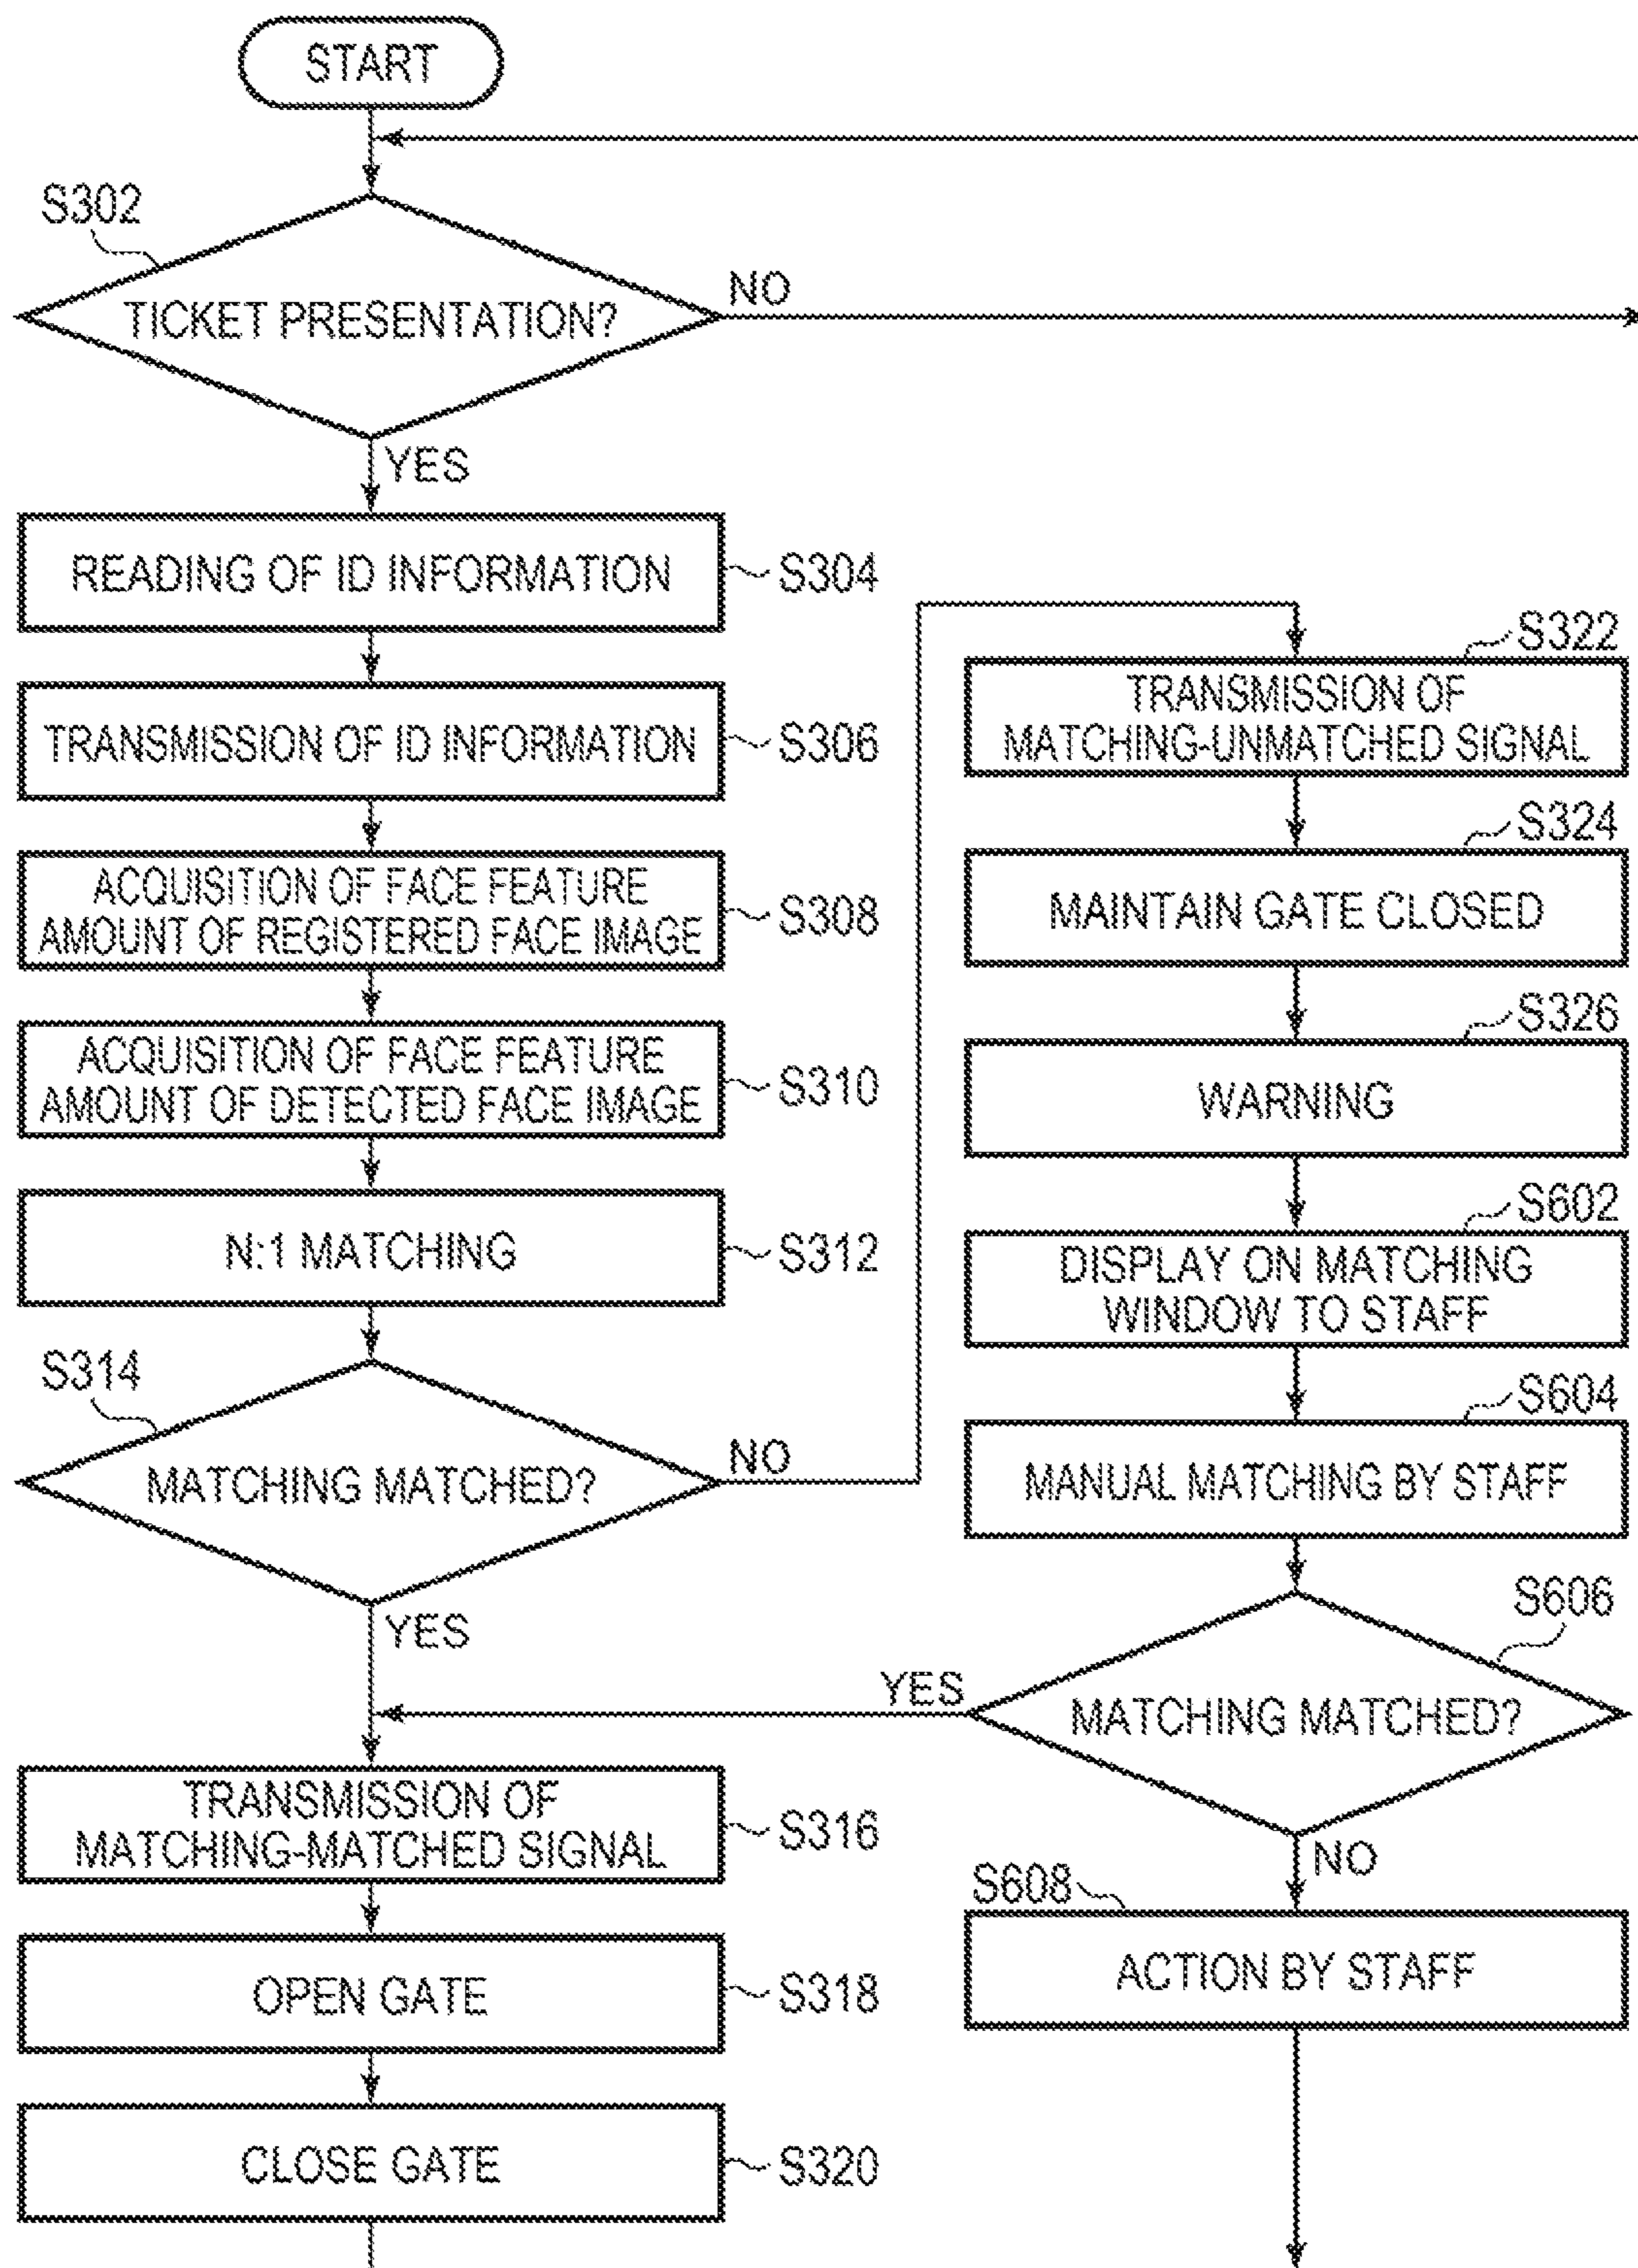 START
S302
TICKET PRESENTATION?
NO
YES
READING OF ID INFORMATION
S304
TRANSMISSION OF ID INFORMATION
S306
ACQUISITION OF FACE FEATURE
AMOUNT OF REGISTERED FACE IMAGE
S308
ACQUISITION OF FACE FEATURE
AMOUNT OF DETECTED FACE IMAGE
S310
N:1 MATCHING
S312
S314
MATCHING MATCHED?
NO
YES
TRANSMISSION OF
MATCHING-MATCHED SIGNAL
S316
OPEN GATE
S318
CLOSE GATE
S320
S322
TRANSMISSION OF
MATCHING-UNMATCHED SIGNAL
S324
MAINTAIN GATE CLOSED
S326
WARNING
S602
DISPLAY ON MATCHING
WINDOW TO STAFF
S604
MANUAL MATCHING BY STAFF
S606
MATCHING MATCHED?
YES
NO
S608
ACTION BY STAFF